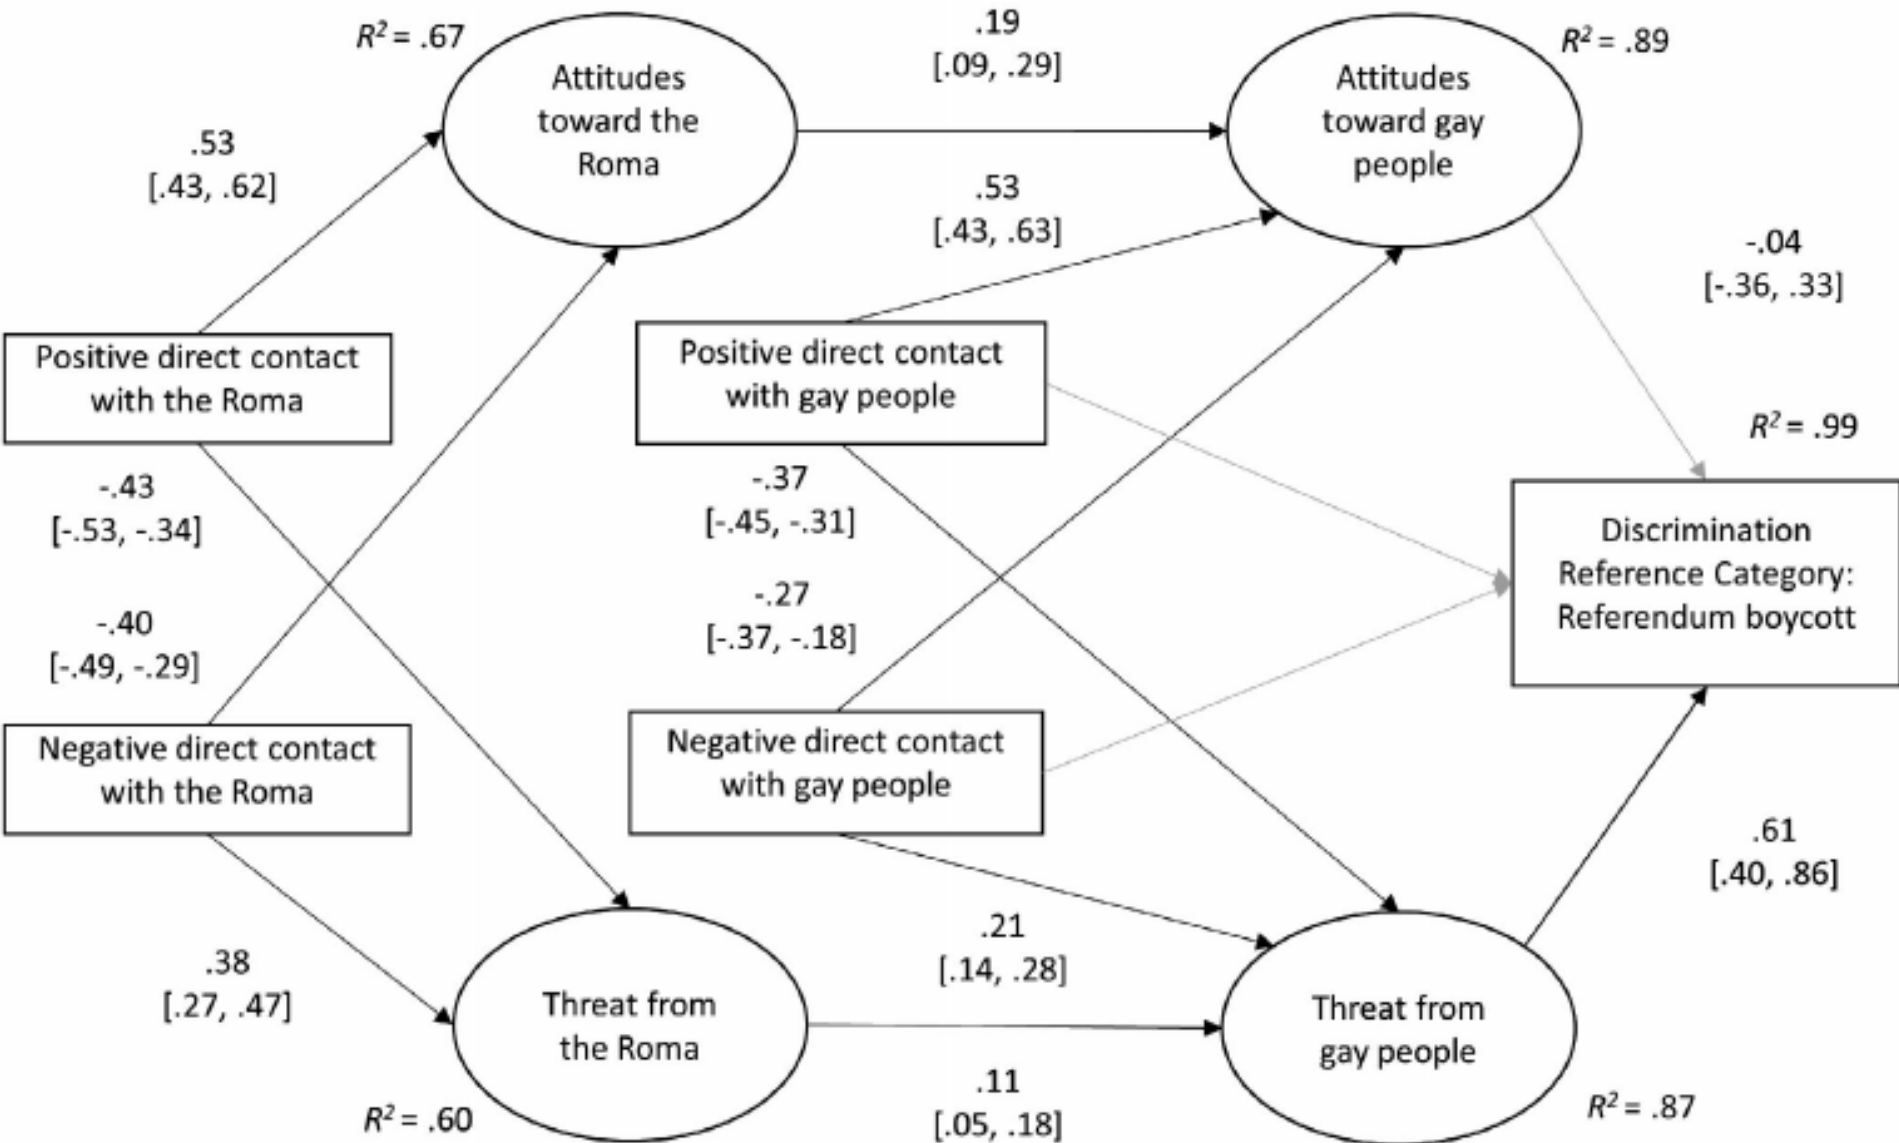 R² = .67
Attitudes
toward the
Roma
.19
[.09, .29]
Attitudes
toward gay
people
R² = .89
.53
[.43, .62]
.53
[.43, .63]
-.04
[-.36, .33]
Positive direct contact
with the Roma
Positive direct contact
with gay people
R² = .99
-.43
[-.53, -.34]
-.37
[-.45, -.31]
Discrimination
Reference Category:
Referendum boycott
-.40
[-.49, -.29]
-.27
[-.37, -.18]
Negative direct contact
with the Roma
Negative direct contact
with gay people
.61
[.40, .86]
.38
[.27, .47]
.21
[.14, .28]
Threat from
the Roma
Threat from
gay people
.11
[.05, .18]
R² = .60
R² = .87